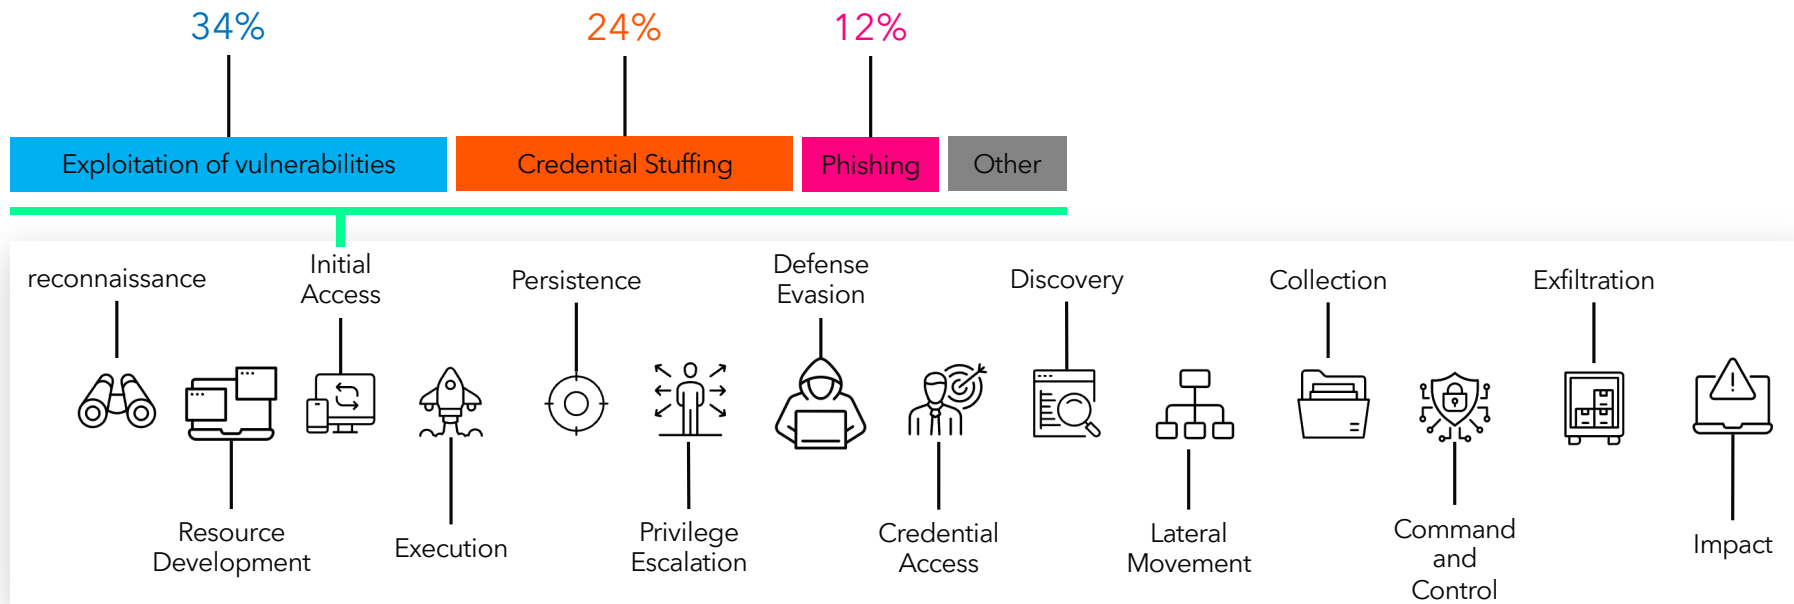 34%
24%
12%
Exploitation of vulnerabilities
Credential Stuffing
Phishing
Other
reconnaissance
Initial
Access
Persistence
Defense
Evasion
Discovery
Collection
Exfiltration
Resource
Development
Execution
Privilege
Escalation
Credential
Access
Lateral
Movement
Command
and
Control
Impact